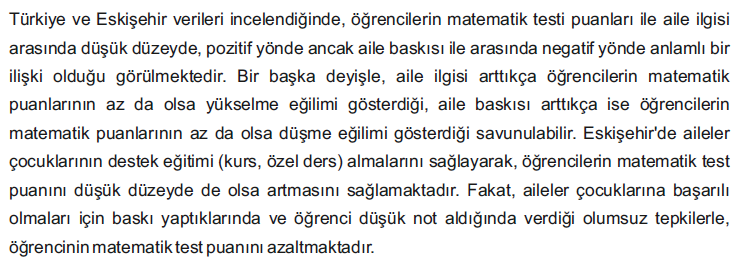 Türkiye ve Eskişehir verileri incelendiğinde, öğrencilerin matematik testi puanları ile aile ilgisi
arasında düşük düzeyde, pozitif yönde ancak aile baskısı ile arasında negatif yönde anlamlı bir
ilişki olduğu görülmektedir. Bir başka deyişle, aile ilgisi arttıkça öğrencilerin matematik
puanlarının az da olsa yükselme eğilimi gösterdiği, aile baskısı arttıkça ise öğrencilerin
matematik puanlarının az da olsa düşme eğilimi gösterdiği savunulabilir. Eskişehir'de aileler
çocuklarının destek eğitimi (kurs, özel ders) almalarını sağlayarak, öğrencilerin matematik test
puanını düşük düzeyde de olsa artmasını sağlamaktadır. Fakat, aileler çocuklarına başarılı
olmaları için baskı yaptıklarında ve öğrenci düşük not aldığında verdiği olumsuz tepkilerle,
öğrencinin matematik test puanını azaltmaktadır.